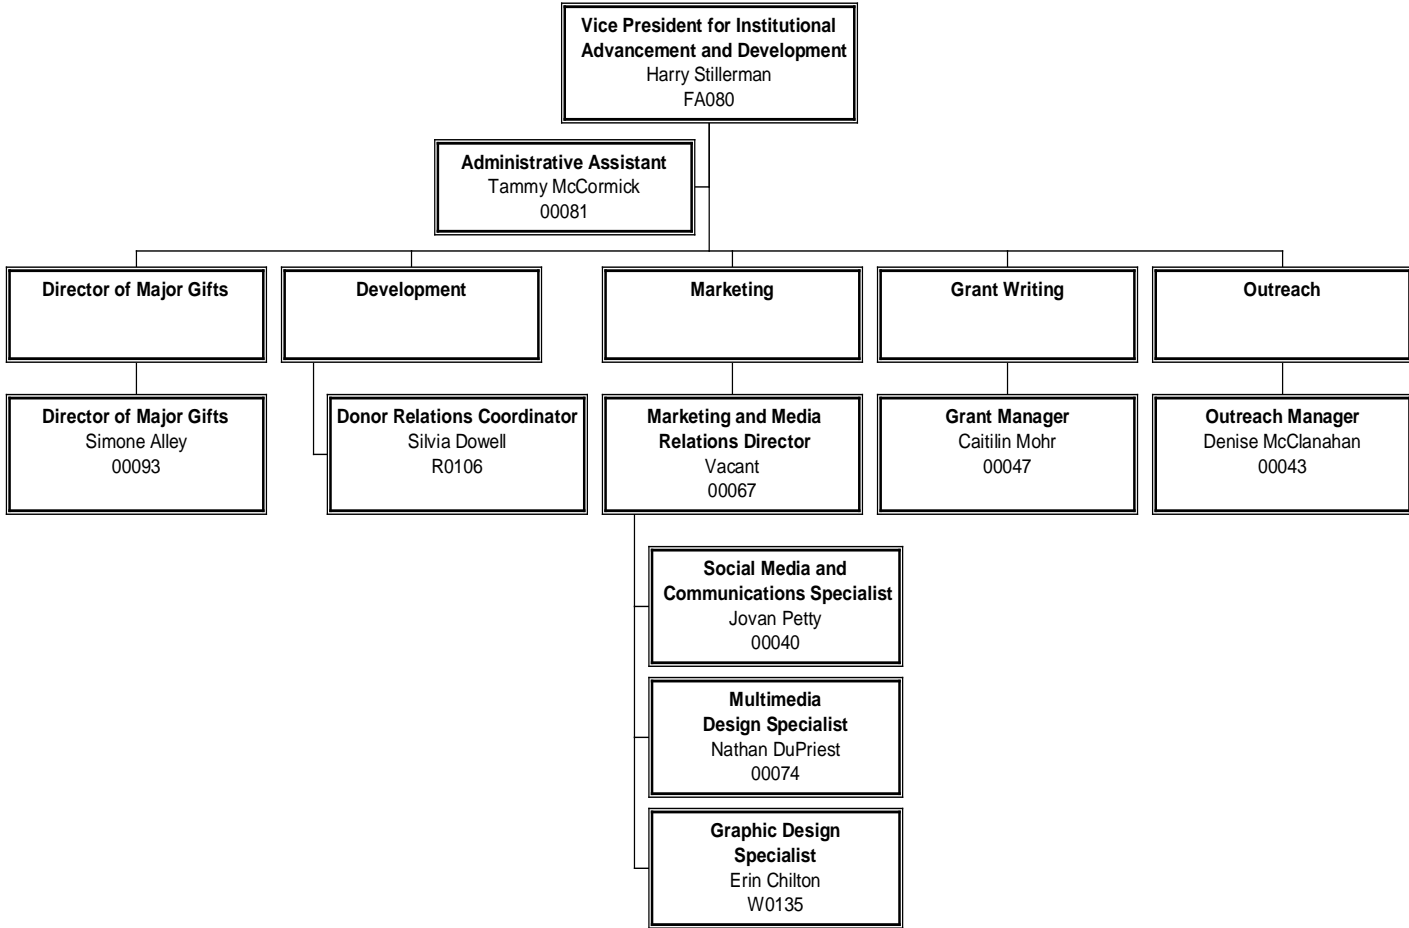 Vice President for Institutional
Advancement and Development
Harry Stillerman
FA080
Administrative Assistant
Tammy McCormick
00081
Director of Major Gifts
Development
Marketing
Grant Writing
Outreach
Director of Major Gifts
Simone Alley
00093
Donor Relations Coordinator
Silvia Dowell
R0106
Marketing and Media
Relations Director
Vacant
00067
Grant Manager
Caitilin Mohr
00047
Outreach Manager
Denise McClanahan
00043
Social Media and
Communications Specialist
Jovan Petty
00040
Multimedia
Design Specialist
Nathan DuPriest
00074
Graphic Design
Specialist
Erin Chilton
W0135